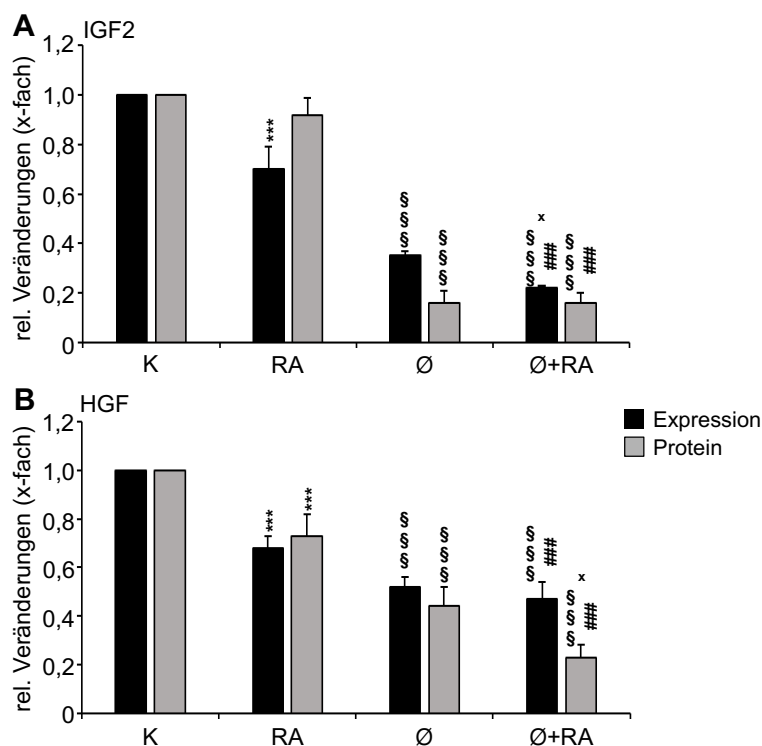 A IGF2
rel. Veränderungen (x-fach)
1,2
1,0
0,8
0,6
0,4
0,2
0
***
§§§
§§§
x
§§§ ###
§§§ ###
K RA Ø Ø+RA
B HGF
rel. Veränderungen (x-fach)
1,2
1,0
0,8
0,6
0,4
0,2
0
***
***
§§§
§§§
§§§ ###
x
§§§ ###
K RA Ø Ø+RA
Expression
Protein